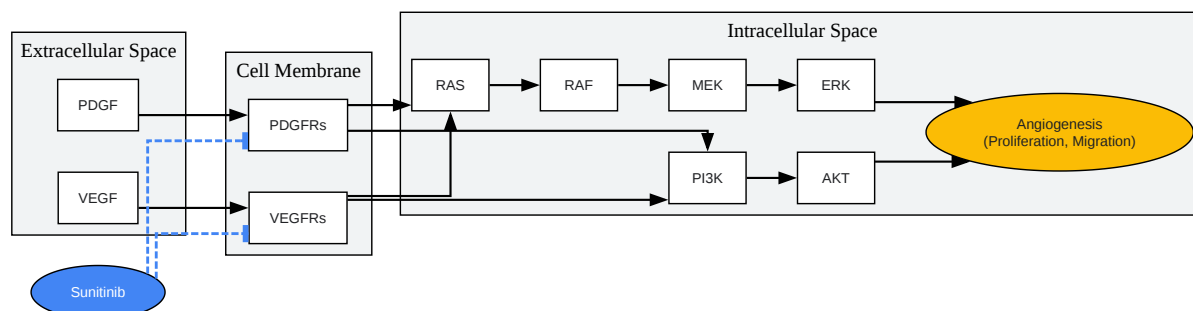 Intracellular Space
Extracellular Space
Cell Membrane
PDGF
PDGFRs
RAS
RAF
MEK
ERK
Angiogenesis
(Proliferation, Migration)
VEGF
VEGFRs
PI3K
AKT
Sunitinib